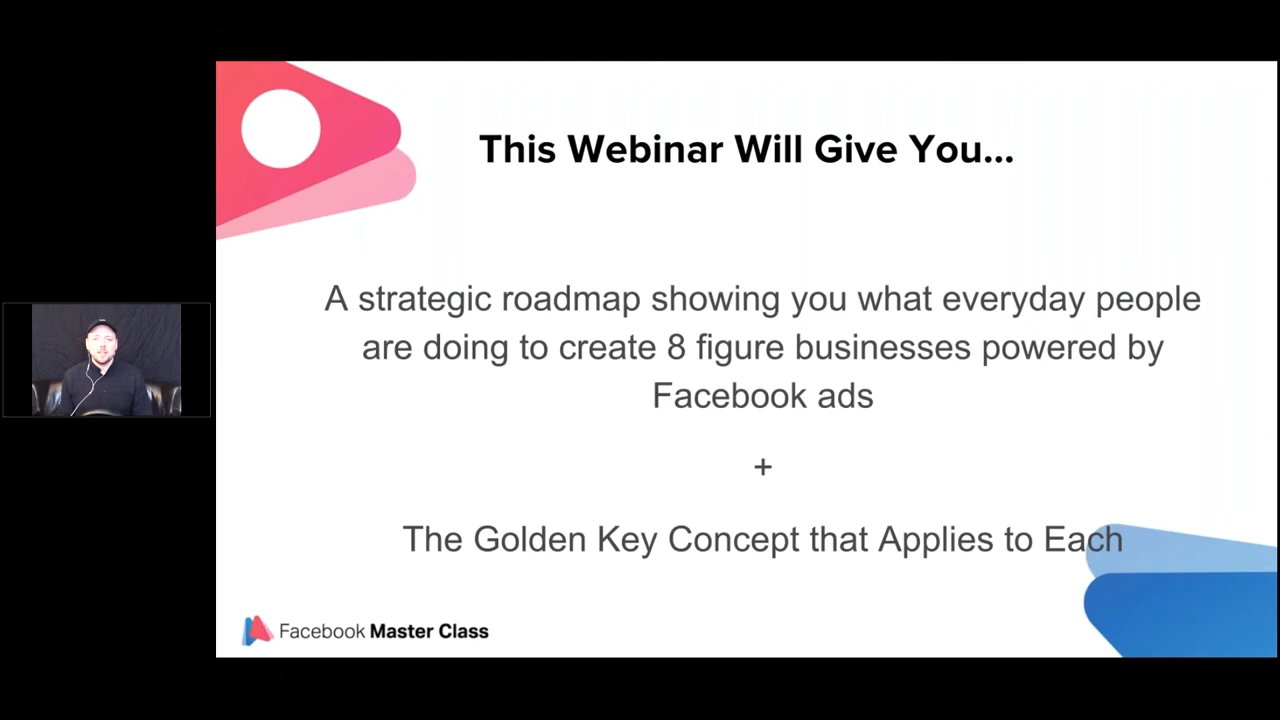 This Webinar Will Give You...
A strategic roadmap showing you what everyday people
are doing to create 8 figure businesses powered by
Facebook ads
+
The Golden Key Concept that Applies to Each
Facebook Master Class